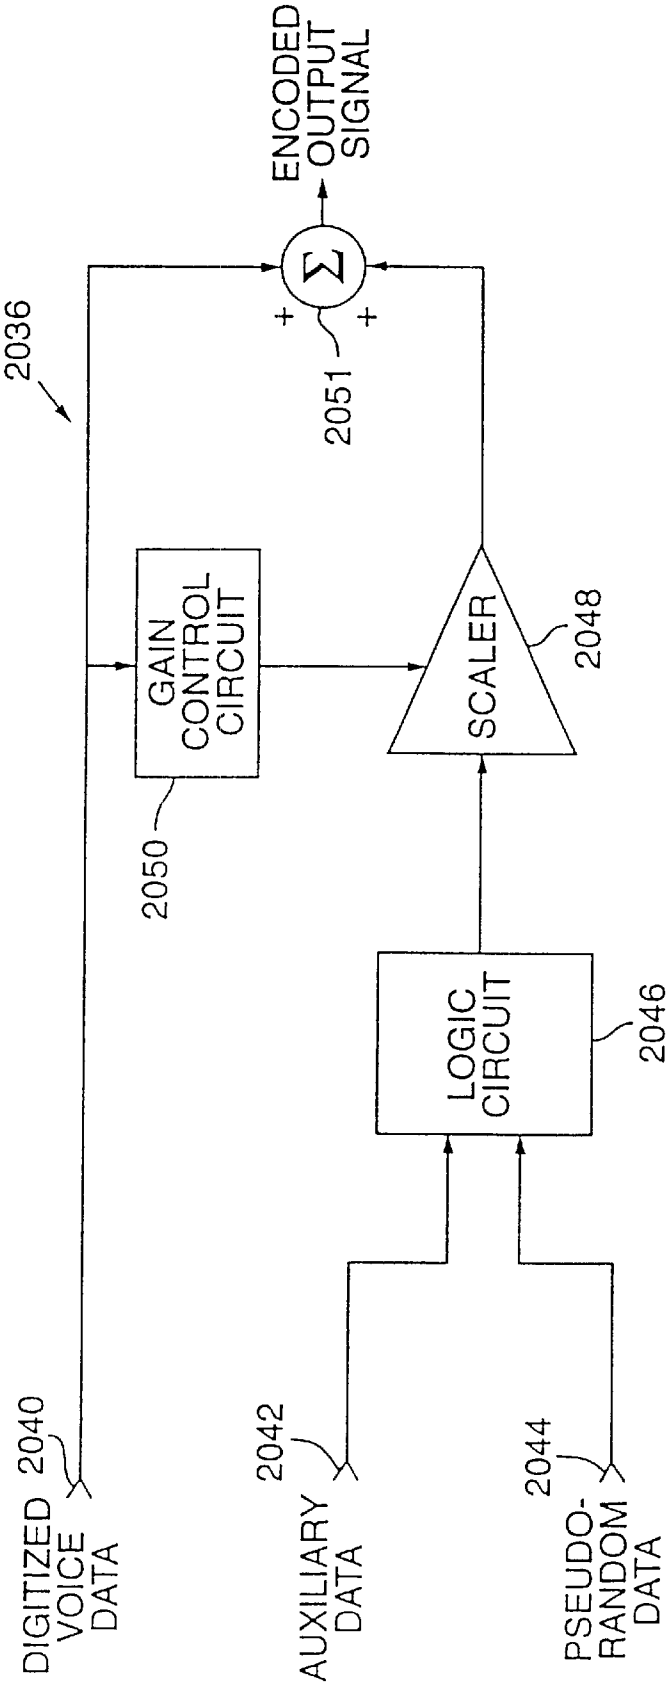 2036
DIGITIZED
VOICE
DATA
2040
GAIN
CONTROL
CIRCUIT
2050
ENCODED
OUTPUT
SIGNAL
Σ
+
+
2051
AUXILIARY
DATA
2042
PSEUDO-
RANDOM
DATA
2044
LOGIC
CIRCUIT
2046
SCALER
2048